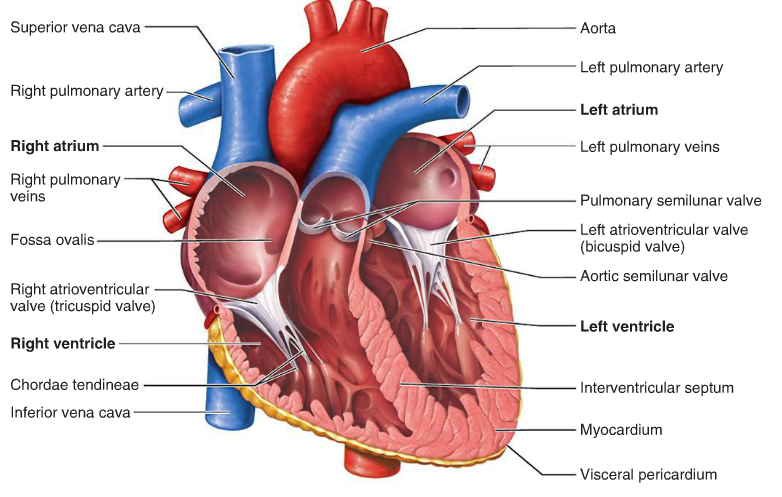 Superior vena cava
Right pulmonary artery
Right atrium
Right pulmonary
veins
Fossa ovalis
Right atrioventricular
valve (tricuspid valve)
Right ventricle
Chordae tendineae
Inferior vena cava
Aorta
Left pulmonary artery
Left atrium
Left pulmonary veins
Pulmonary semilunar valve
Left atrioventricular valve
(bicuspid valve)
Aortic semilunar valve
Left ventricle
Interventricular septum
Myocardium
Visceral pericardium